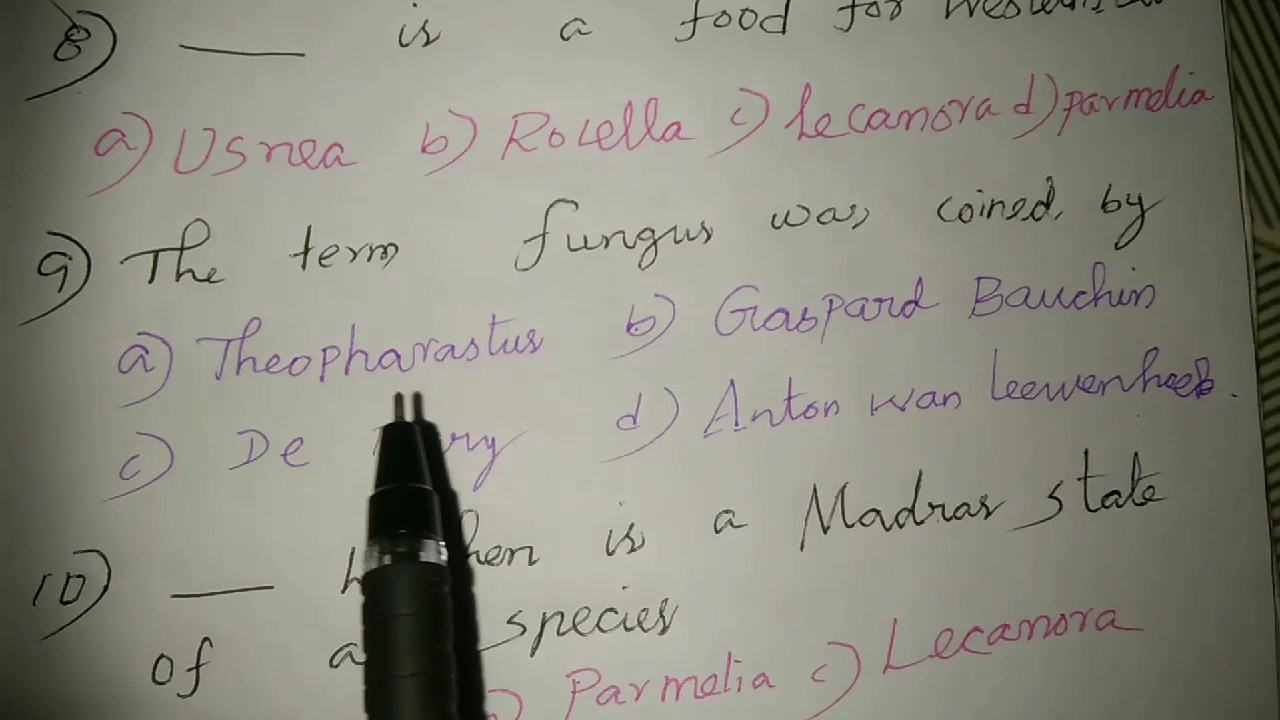 8) ___ is a food for
a) Usnea b) Rocella c) Lecanora d) parmelia
9) The term fungus was coined by
a) Theopharastus b) Gaspard Bauchin
c) De d) Anton wan leewenhoek.
10) ___ is a Madras state
of species
Parmelia c) Lecanora